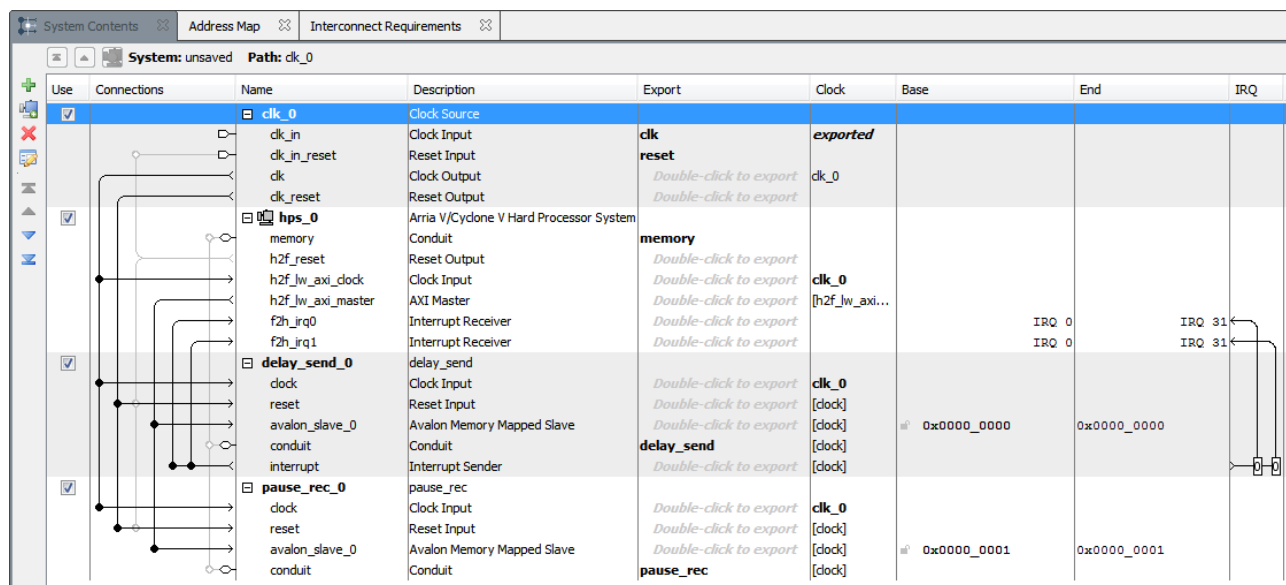 System Contents Address Map Interconnect Requirements
System: unsaved Path: clk_0
Use Connections Name Description Export Clock Base End IRQ
clk_0 Clock Source
clk_in Clock Input clk exported
clk_in_reset Reset Input reset
clk Clock Output Double-click to export clk_0
clk_reset Reset Output Double-click to export
hps_0 Arria V/Cyclone V Hard Processor System
memory Conduit memory
h2f_reset Reset Output Double-click to export
h2f_lw_axi_clock Clock Input Double-click to export clk_0
h2f_lw_axi_master AXI Master Double-click to export [h2f_lw_axi...
f2h_irq0 Interrupt Receiver Double-click to export IRQ 0 IRQ 31
f2h_irq1 Interrupt Receiver Double-click to export IRQ 0 IRQ 31
delay_send_0 delay_send
clock Clock Input Double-click to export clk_0
reset Reset Input Double-click to export [clock]
avalon_slave_0 Avalon Memory Mapped Slave Double-click to export [clock] 0x0000_0000 0x0000_0000
conduit Conduit delay_send [clock]
interrupt Interrupt Sender Double-click to export [clock] 0 0
pause_rec_0 pause_rec
clock Clock Input Double-click to export clk_0
reset Reset Input Double-click to export [clock]
avalon_slave_0 Avalon Memory Mapped Slave Double-click to export [clock] 0x0000_0001 0x0000_0001
conduit Conduit pause_rec [clock]